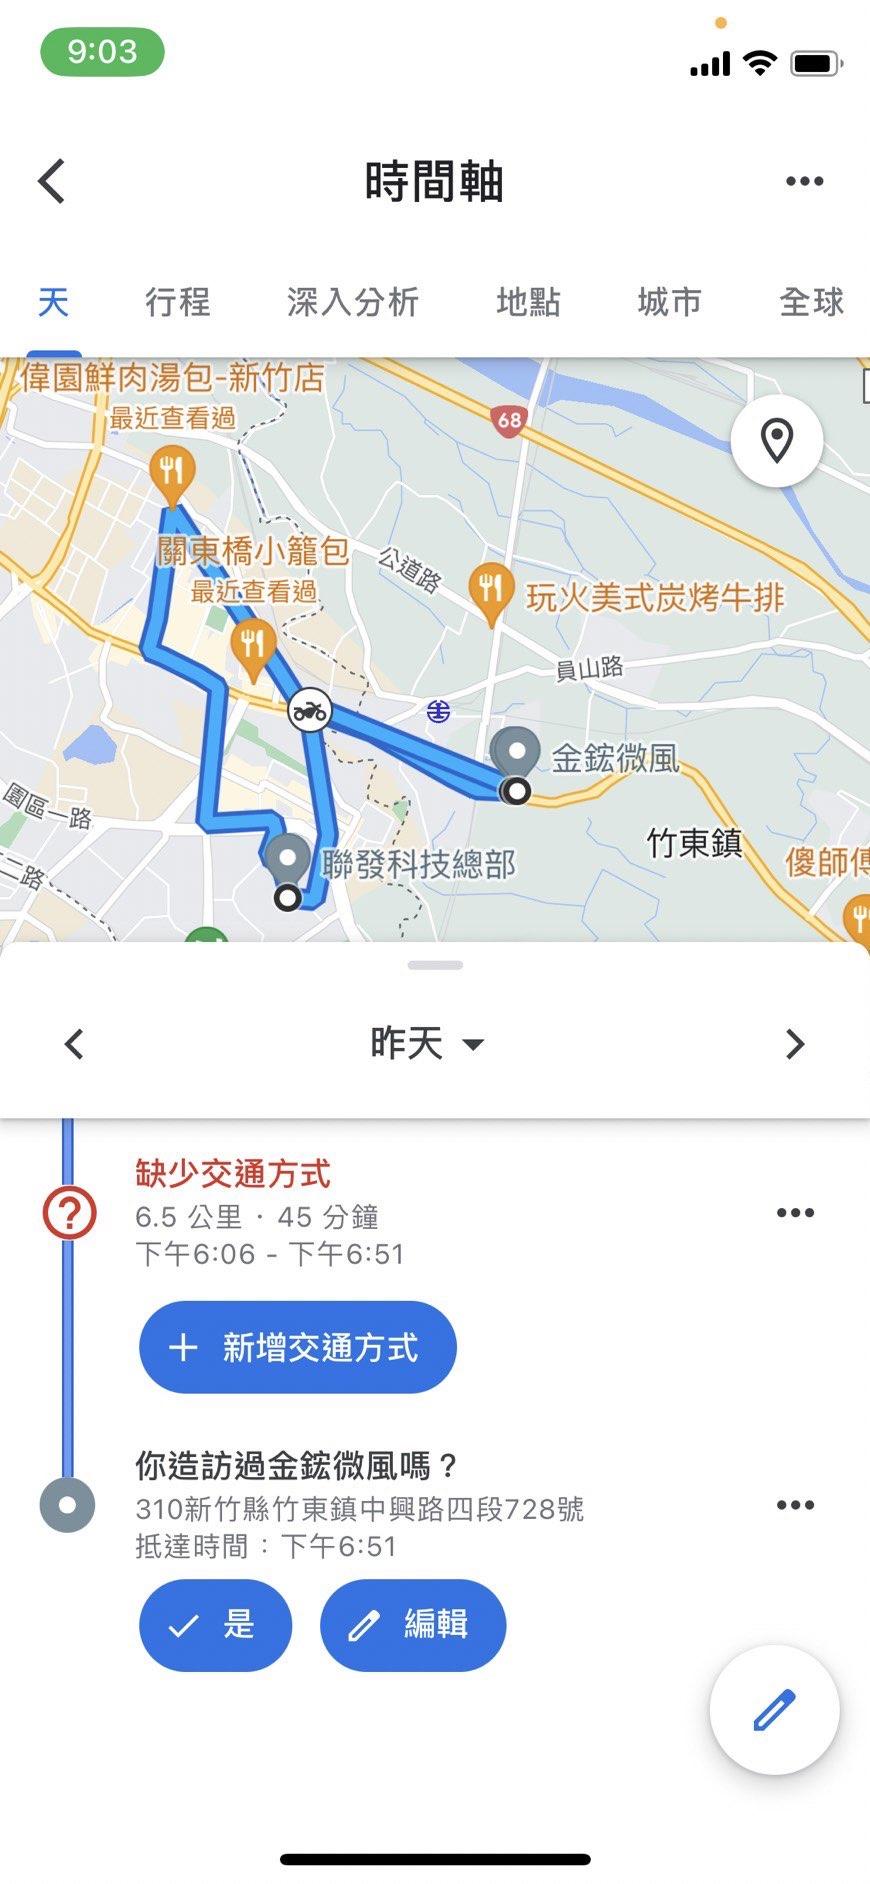 9:03
時間軸
天 行程 深入分析 地點 城市 全球
偉園鮮肉湯包-新竹店
最近查看過
68
關東橋小籠包
最近查看過
公道路
玩火美式炭烤牛排
員山路
金鋐微風
園區一路
竹東鎮
聯發科技總部
二路
傻師傅
昨天
缺少交通方式
6.5 公里 · 45 分鐘
下午6:06 - 下午6:51
新增交通方式
你造訪過金鋐微風嗎？
310新竹縣竹東鎮中興路四段728號
抵達時間：下午6:51
是 編輯